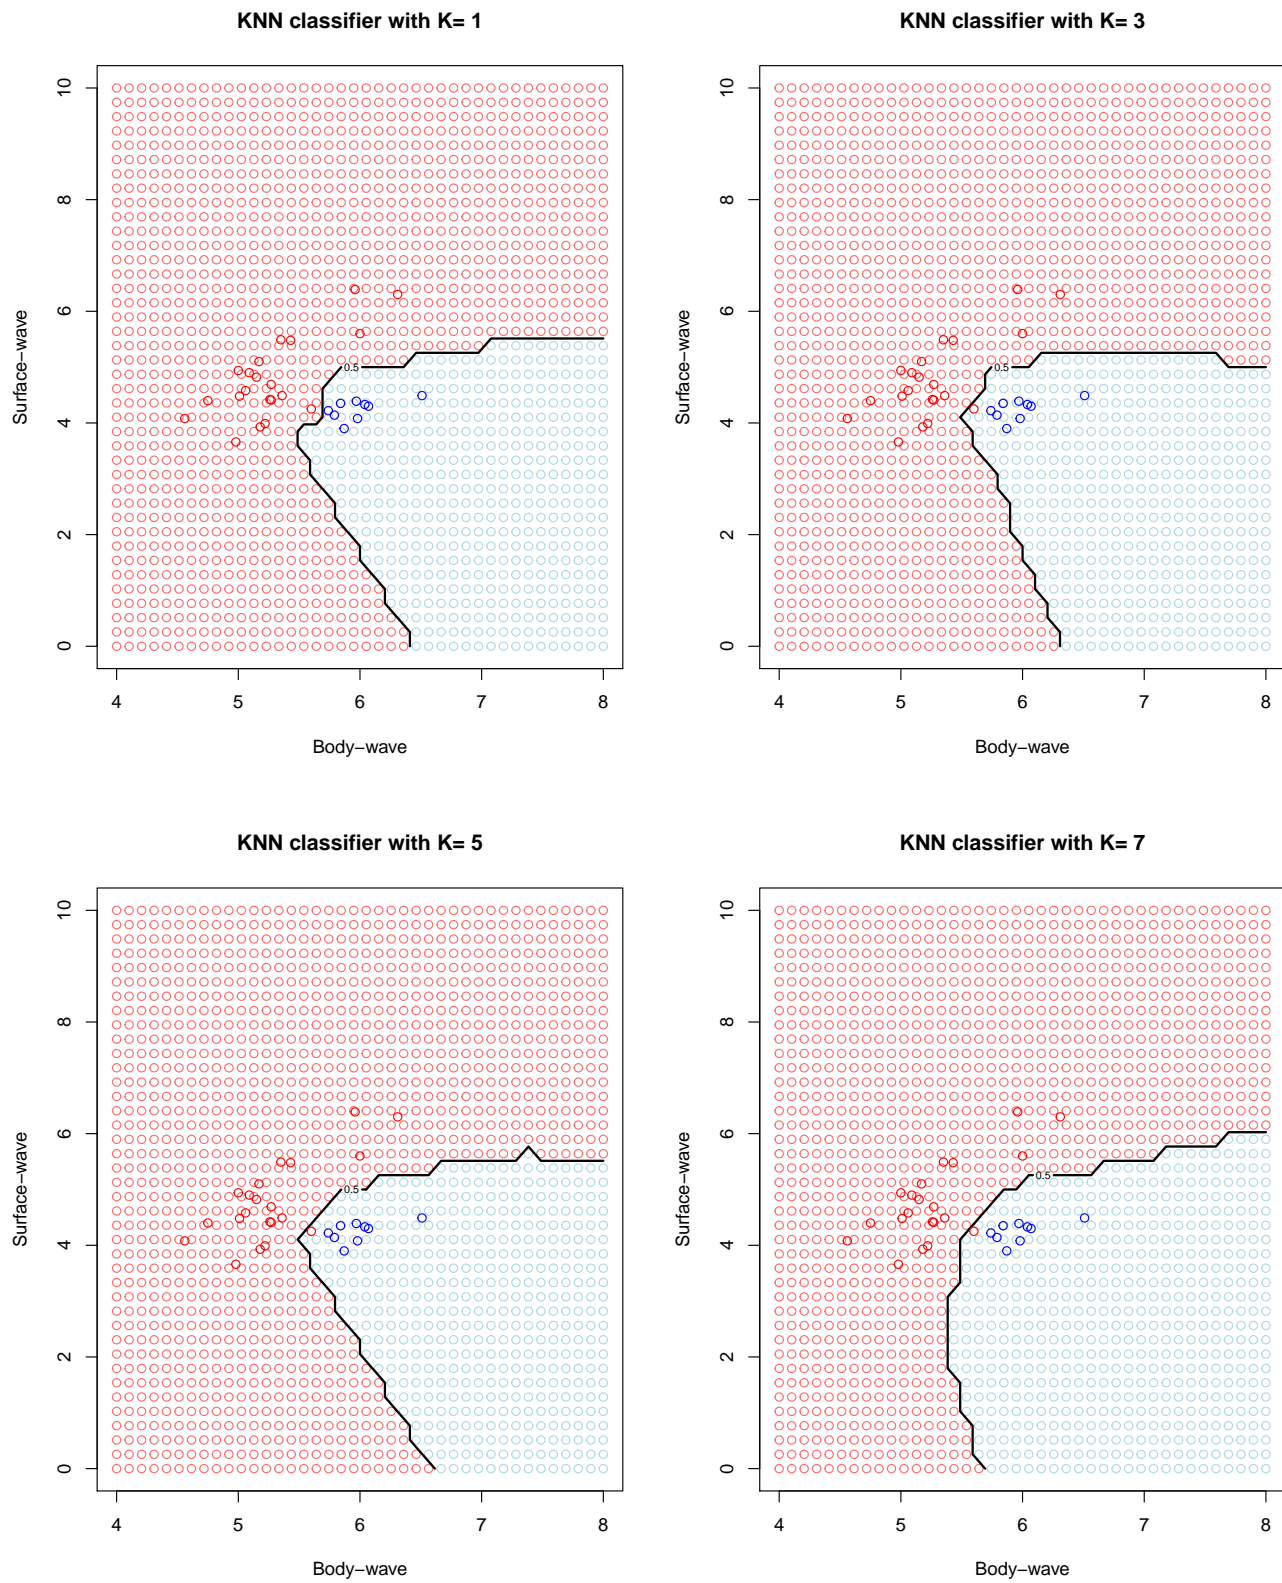 KNN classifier with K= 1
10
8
6
4
2
0
Surface−wave
0.5
4 5 6 7 8
Body−wave
KNN classifier with K= 3
10
8
6
4
2
0
Surface−wave
0.5
4 5 6 7 8
Body−wave
KNN classifier with K= 5
10
8
6
4
2
0
Surface−wave
0.5
4 5 6 7 8
Body−wave
KNN classifier with K= 7
10
8
6
4
2
0
Surface−wave
0.5
4 5 6 7 8
Body−wave